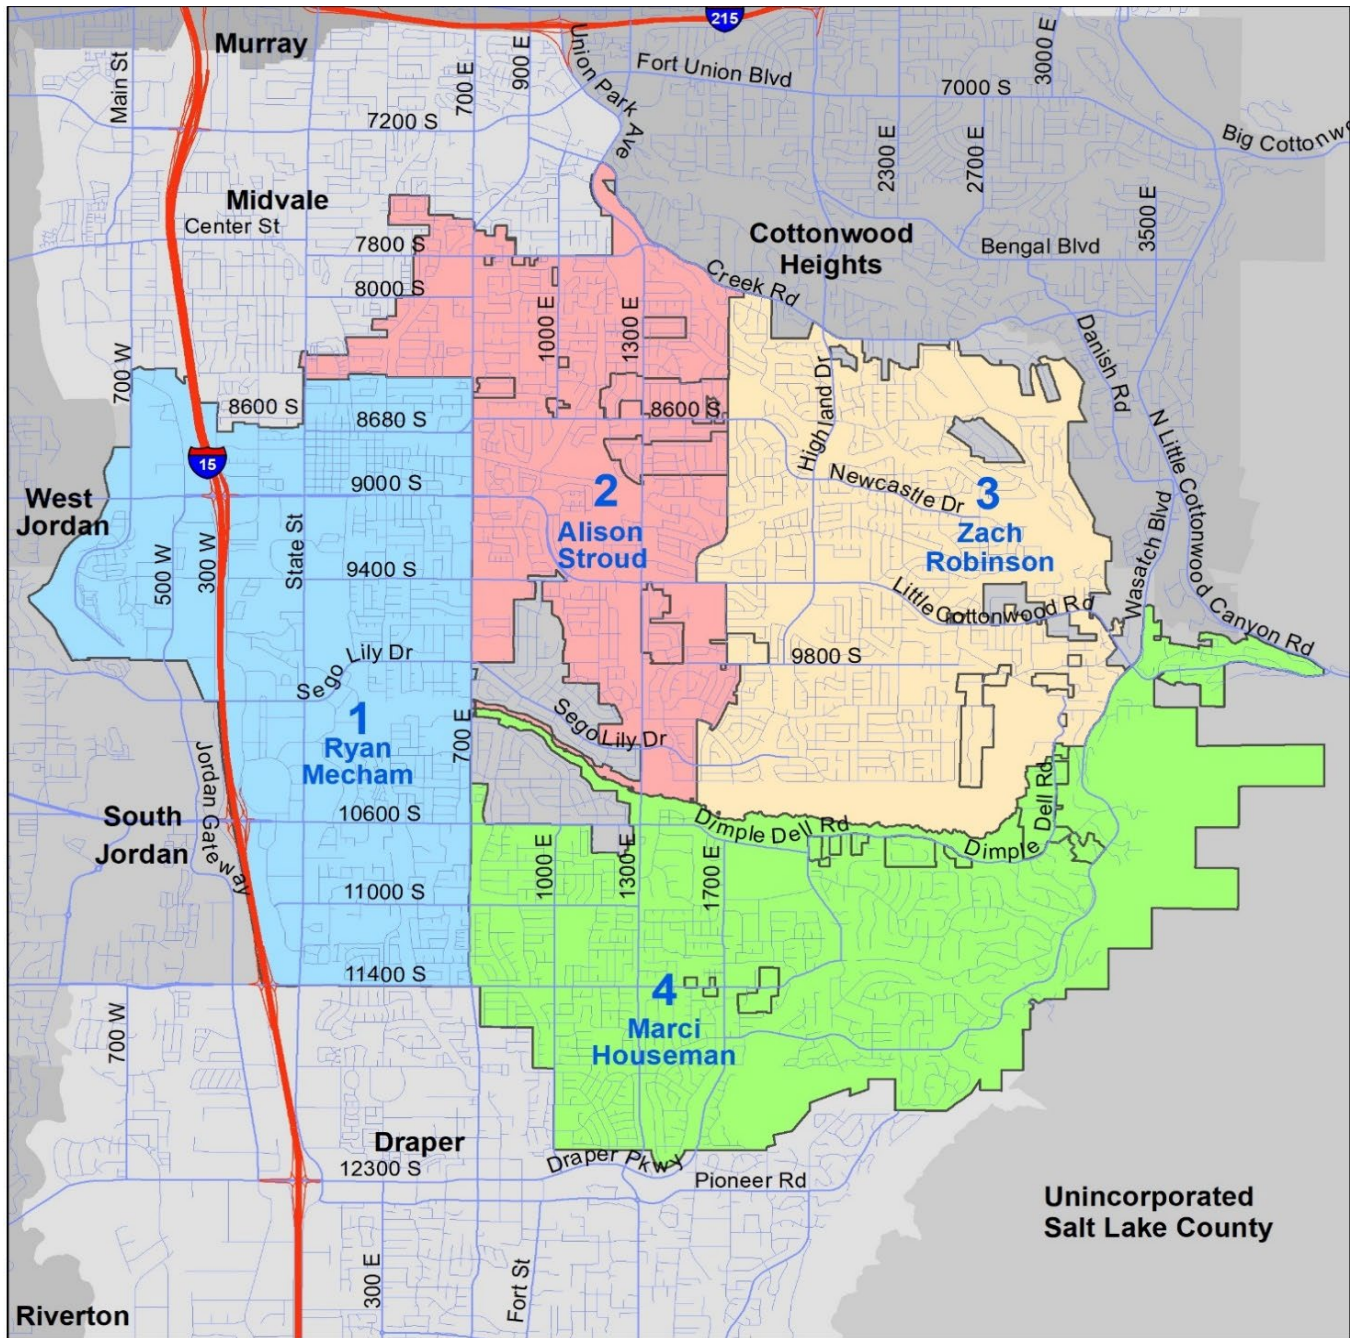 215
Murray
Main St
700 E
900 E
Union Park Ave
Fort Union Blvd
3000 E
7000 S
7200 S
Big Cottonwo
2300 E
2700 E
Midvale
Center St
3500 E
7800 S
Cottonwood
Heights
Bengal Blvd
Creek Rd
8000 S
1000 E
1300 E
Danish Rd
700 W
Highland Dr
8600 S
8680 S
8600 S
N Little Cottonwood Canyon Rd
15
9000 S
2
Alison
Stroud
Newcastle Dr
3
Zach
Robinson
West
Jordan
500 W
300 W
State St
Wasatch Blvd
9400 S
Little Cottonwood Rd
Sego Lily Dr
9800 S
1
Ryan
Mecham
700 E
Sego Lily Dr
Jordan Gateway
South
Jordan
10600 S
Dimple Dell Rd
Dimple Dell Rd
1000 E
1300 E
1700 E
11000 S
11400 S
4
Marci
Houseman
700 W
Draper
12300 S
Draper Pkwy
Pioneer Rd
Unincorporated
Salt Lake County
300 E
Fort St
Riverton